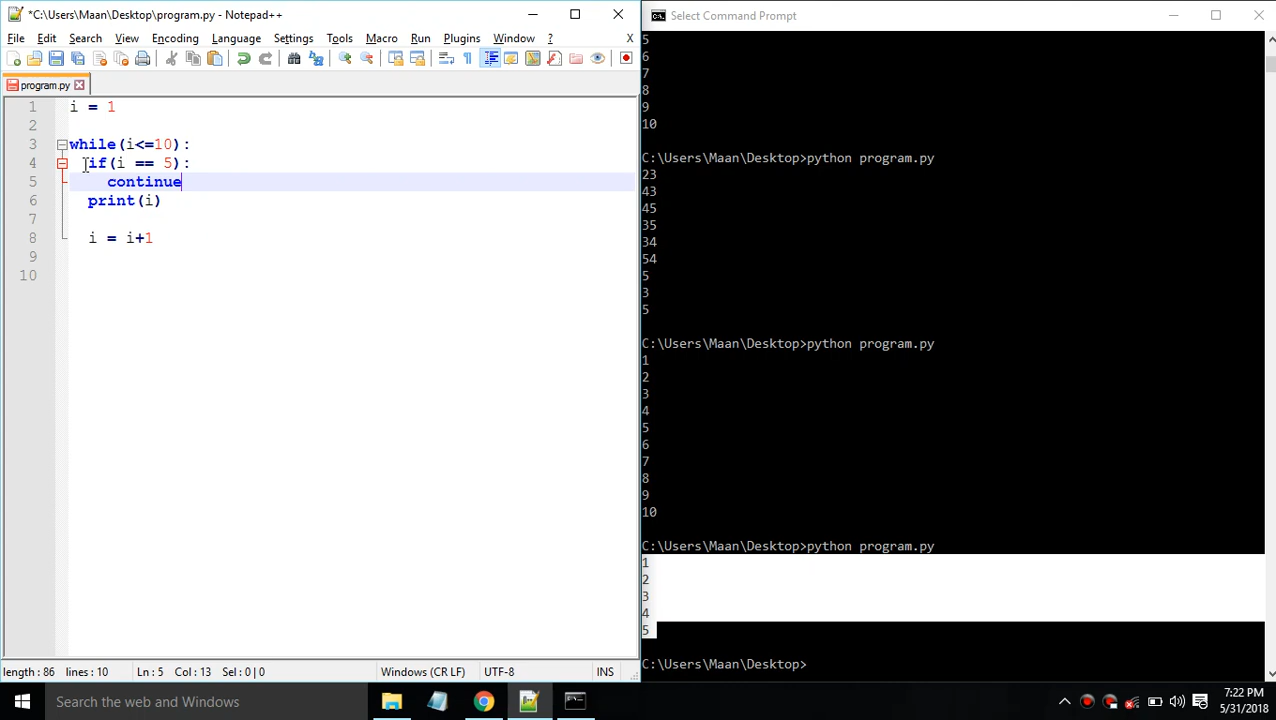 *C:\Users\Maan\Desktop\program.py - Notepad++
File Edit Search View Encoding Language Settings Tools Macro Run Plugins Window ? X
program.py
1 i = 1
2
3 while(i<=10):
4 if(i == 5):
5 continue
6 print(i)
7
8 i = i+1
9
10
length : 86 lines : 10 Ln : 5 Col : 13 Sel : 0 | 0 Windows (CR LF) UTF-8 INS
Select Command Prompt
5
6
7
8
9
10
C:\Users\Maan\Desktop>python program.py
23
43
45
35
34
54
5
3
5
C:\Users\Maan\Desktop>python program.py
1
2
3
4
5
6
7
8
9
10
C:\Users\Maan\Desktop>python program.py
1
2
3
4
5
C:\Users\Maan\Desktop>
Search the web and Windows
7:22 PM
5/31/2018